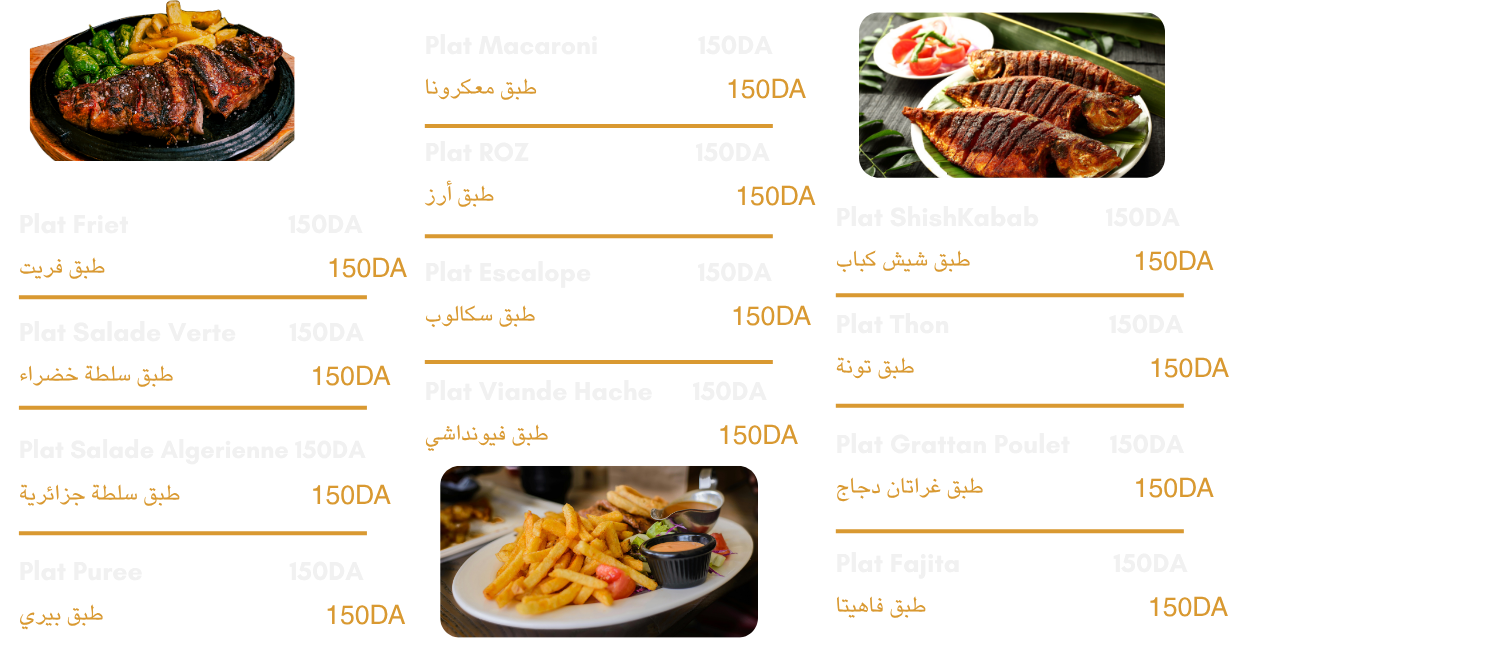 Plat Friet 150DA
طبق فريت 150DA
Plat Salade Verte 150DA
طبق سلطة خضراء 150DA
Plat Salade Algerienne 150DA
طبق سلطة جزائرية 150DA
Plat Puree 150DA
طبق بيري 150DA
Plat Macaroni 150DA
طبق معكرونا 150DA
Plat ROZ 150DA
طبق أرز 150DA
Plat Escalope 150DA
طبق سكالوب 150DA
Plat Viande Hache 150DA
طبق فيونداشي 150DA
Plat ShishKabab 150DA
طبق شيش كباب 150DA
Plat Thon 150DA
طبق تونة 150DA
Plat Grattan Poulet 150DA
طبق غراتان دجاج 150DA
Plat Fajita 150DA
طبق فاهيتا 150DA